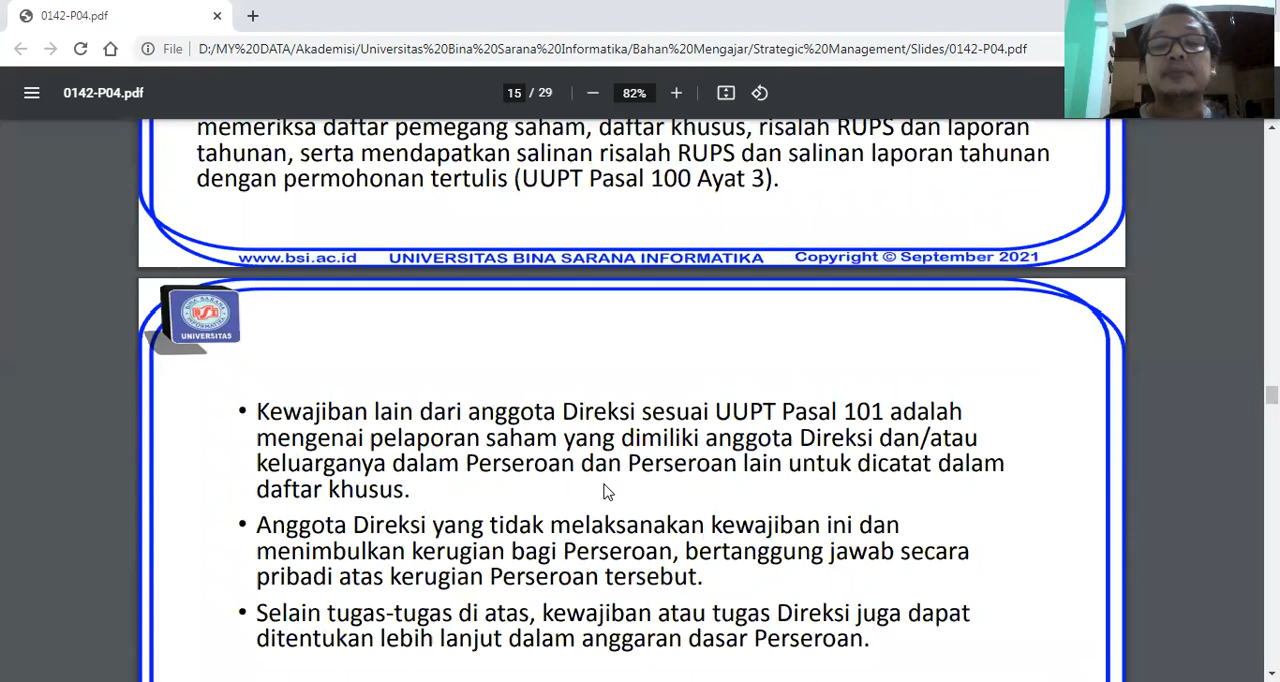 0142-P04.pdf
File
D:/MY%20DATA/Akademisi/Universitas%20Bina%20Sarana%20Informatika/Bahan%20Mengajar/Strategic%20Management/Slides/0142-P04.pdf
0142-P04.pdf
15 / 29
82%
memeriksa daftar pemegang saham, daftar khusus, risalah RUPS dan laporan
tahunan, serta mendapatkan salinan risalah RUPS dan salinan laporan tahunan
dengan permohonan tertulis (UUPT Pasal 100 Ayat 3).
www.bsi.ac.id UNIVERSITAS BINA SARANA INFORMATIKA Copyright © September 2021
BINA SARANA
INFORMATIKA
UNIVERSITAS
• Kewajiban lain dari anggota Direksi sesuai UUPT Pasal 101 adalah
mengenai pelaporan saham yang dimiliki anggota Direksi dan/atau
keluarganya dalam Perseroan dan Perseroan lain untuk dicatat dalam
daftar khusus.
• Anggota Direksi yang tidak melaksanakan kewajiban ini dan
menimbulkan kerugian bagi Perseroan, bertanggung jawab secara
pribadi atas kerugian Perseroan tersebut.
• Selain tugas-tugas di atas, kewajiban atau tugas Direksi juga dapat
ditentukan lebih lanjut dalam anggaran dasar Perseroan.